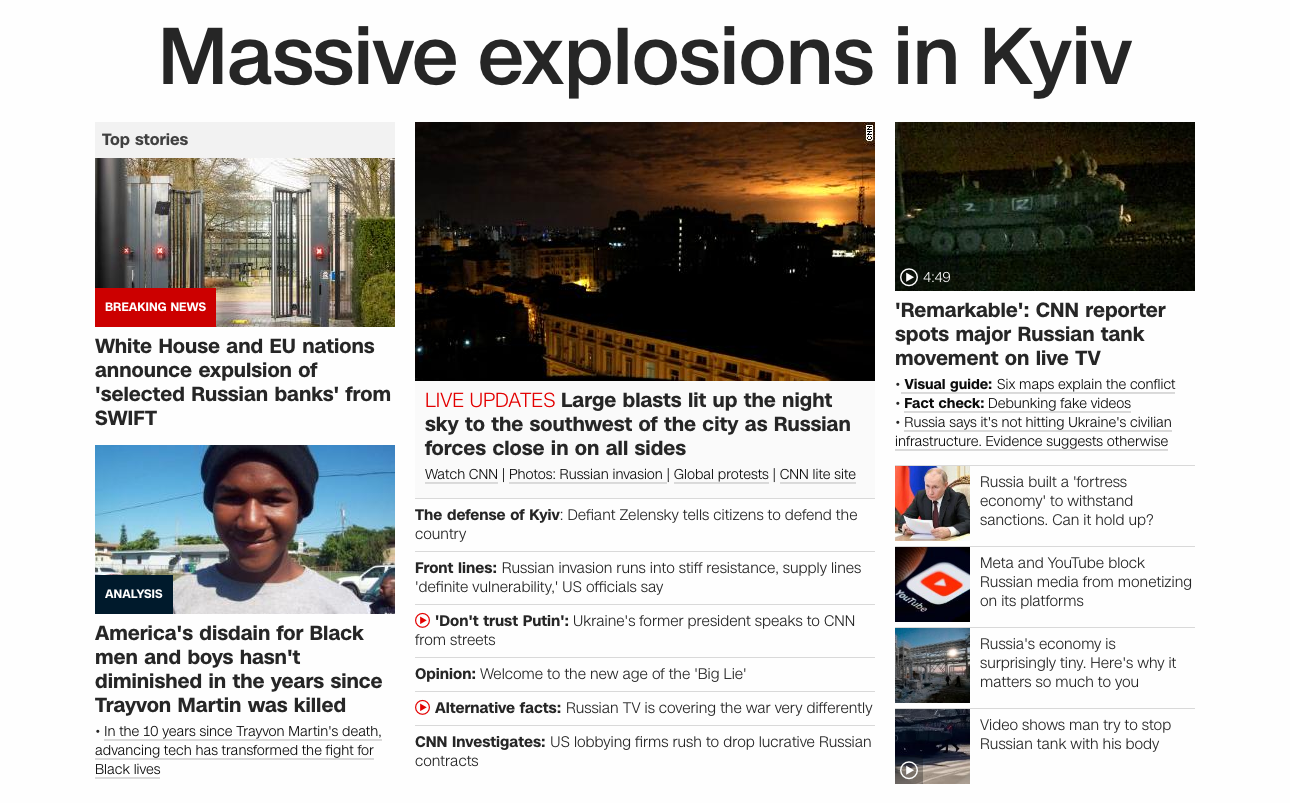 Massive explosions in Kyiv
Top stories
BREAKING NEWS
White House and EU nations
announce expulsion of
'selected Russian banks' from
SWIFT
ANALYSIS
America's disdain for Black
men and boys hasn't
diminished in the years since
Trayvon Martin was killed
• In the 10 years since Trayvon Martin's death,
advancing tech has transformed the fight for
Black lives
CNN
LIVE UPDATES Large blasts lit up the night
sky to the southwest of the city as Russian
forces close in on all sides
Watch CNN | Photos: Russian invasion | Global protests | CNN lite site
The defense of Kyiv: Defiant Zelensky tells citizens to defend the
country
Front lines: Russian invasion runs into stiff resistance, supply lines
'definite vulnerability,' US officials say
'Don't trust Putin': Ukraine's former president speaks to CNN
from streets
Opinion: Welcome to the new age of the 'Big Lie'
Alternative facts: Russian TV is covering the war very differently
CNN Investigates: US lobbying firms rush to drop lucrative Russian
contracts
Z Z
4:49
'Remarkable': CNN reporter
spots major Russian tank
movement on live TV
• Visual guide: Six maps explain the conflict
• Fact check: Debunking fake videos
• Russia says it's not hitting Ukraine's civilian
infrastructure. Evidence suggests otherwise
Russia built a 'fortress
economy' to withstand
sanctions. Can it hold up?
YouTube
Meta and YouTube block
Russian media from monetizing
on its platforms
Russia's economy is
surprisingly tiny. Here's why it
matters so much to you
Video shows man try to stop
Russian tank with his body